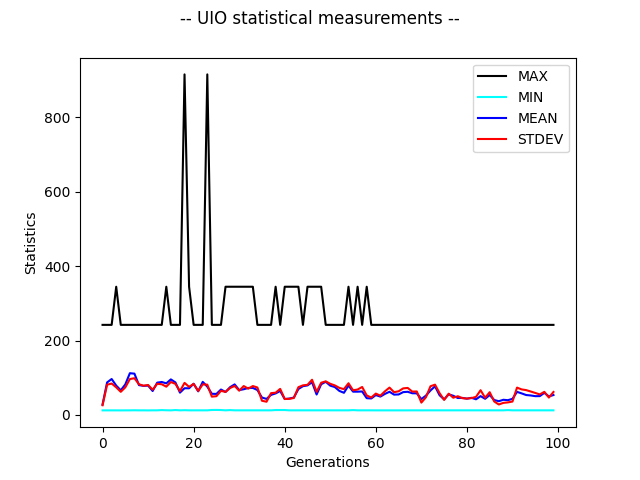 -- UIO statistical measurements --
MAX
MIN
MEAN
STDEV
Statistics
800
600
400
200
0
0 20 40 60 80 100
Generations